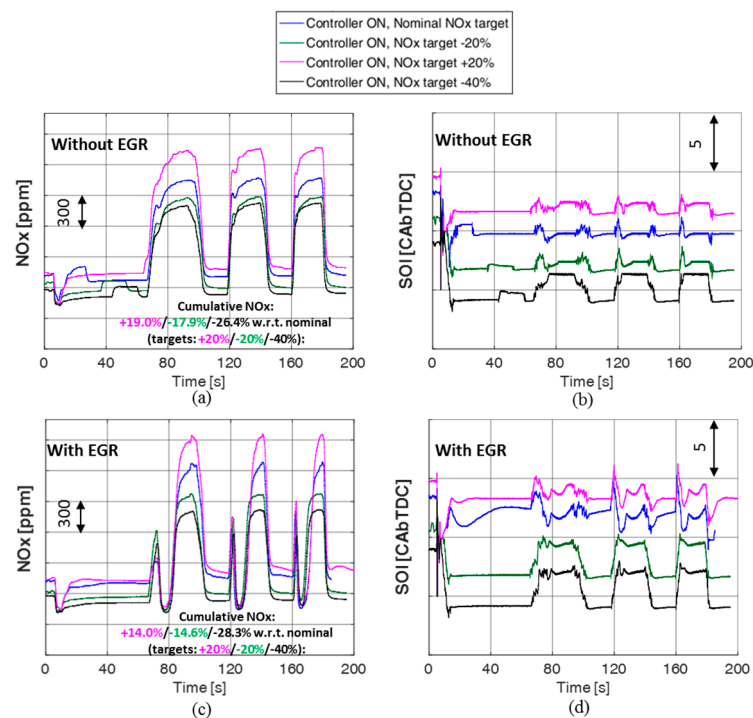 Controller ON, Nominal NOx target
Controller ON, NOx target -20%
Controller ON, NOx target +20%
Controller ON, NOx target -40%
Without EGR
NOx [ppm]
300
Cumulative NOx:
+19.0%/-17.9%/-26.4% w.r.t. nominal
(targets: +20%/-20%/-40%):
0 40 80 120 160 200
Time [s]
(a)
Without EGR
SOI [CAbTDC]
5
0 40 80 120 160 200
Time [s]
(b)
With EGR
NOx [ppm]
300
Cumulative NOx:
+14.0%/-14.6%/-28.3% w.r.t. nominal
(targets: +20%/-20%/-40%):
0 40 80 120 160 200
Time [s]
(c)
With EGR
SOI [CAbTDC]
5
0 40 80 120 160 200
Time [s]
(d)